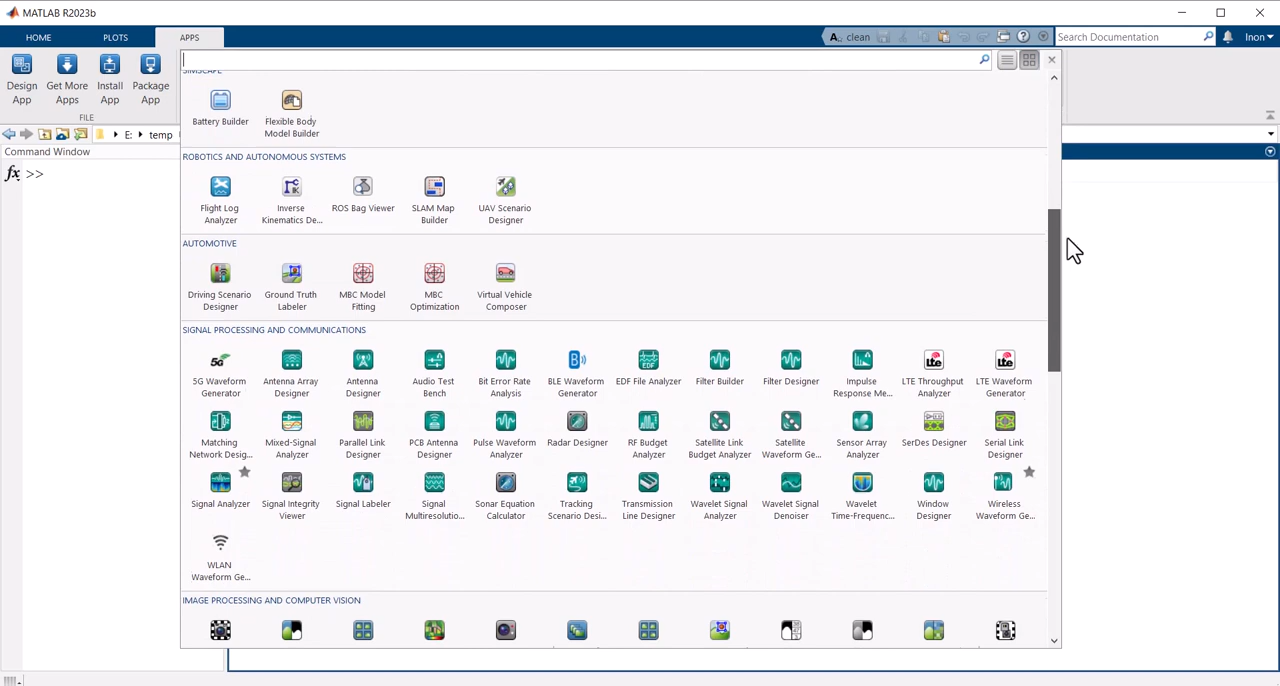 MATLAB R2023b
HOME PLOTS APPS
A clean
Search Documentation
Inon
Design App
Get More Apps
Install App
Package App
FILE
E: temp
Command Window
fx >>
SIMSCAPE
Battery Builder
Flexible Body Model Builder
ROBOTICS AND AUTONOMOUS SYSTEMS
Flight Log Analyzer
Inverse Kinematics De...
ROS Bag Viewer
SLAM Map Builder
UAV Scenario Designer
AUTOMOTIVE
Driving Scenario Designer
Ground Truth Labeler
MBC Model Fitting
MBC Optimization
Virtual Vehicle Composer
SIGNAL PROCESSING AND COMMUNICATIONS
5G Waveform Generator
Antenna Array Designer
Antenna Designer
Audio Test Bench
Bit Error Rate Analysis
BLE Waveform Generator
EDF File Analyzer
Filter Builder
Filter Designer
Impulse Response Me...
LTE Throughput Analyzer
LTE Waveform Generator
Matching Network Desig...
Mixed-Signal Analyzer
Parallel Link Designer
PCB Antenna Designer
Pulse Waveform Analyzer
Radar Designer
RF Budget Analyzer
Satellite Link Budget Analyzer
Satellite Waveform Ge...
Sensor Array Analyzer
SerDes Designer
Serial Link Designer
Signal Analyzer
Signal Integrity Viewer
Signal Labeler
Signal Multiresolutio...
Sonar Equation Calculator
Tracking Scenario Desi...
Transmission Line Designer
Wavelet Signal Analyzer
Wavelet Signal Denoiser
Wavelet Time-Frequenc...
Window Designer
Wireless Waveform Ge...
WLAN Waveform Ge...
IMAGE PROCESSING AND COMPUTER VISION